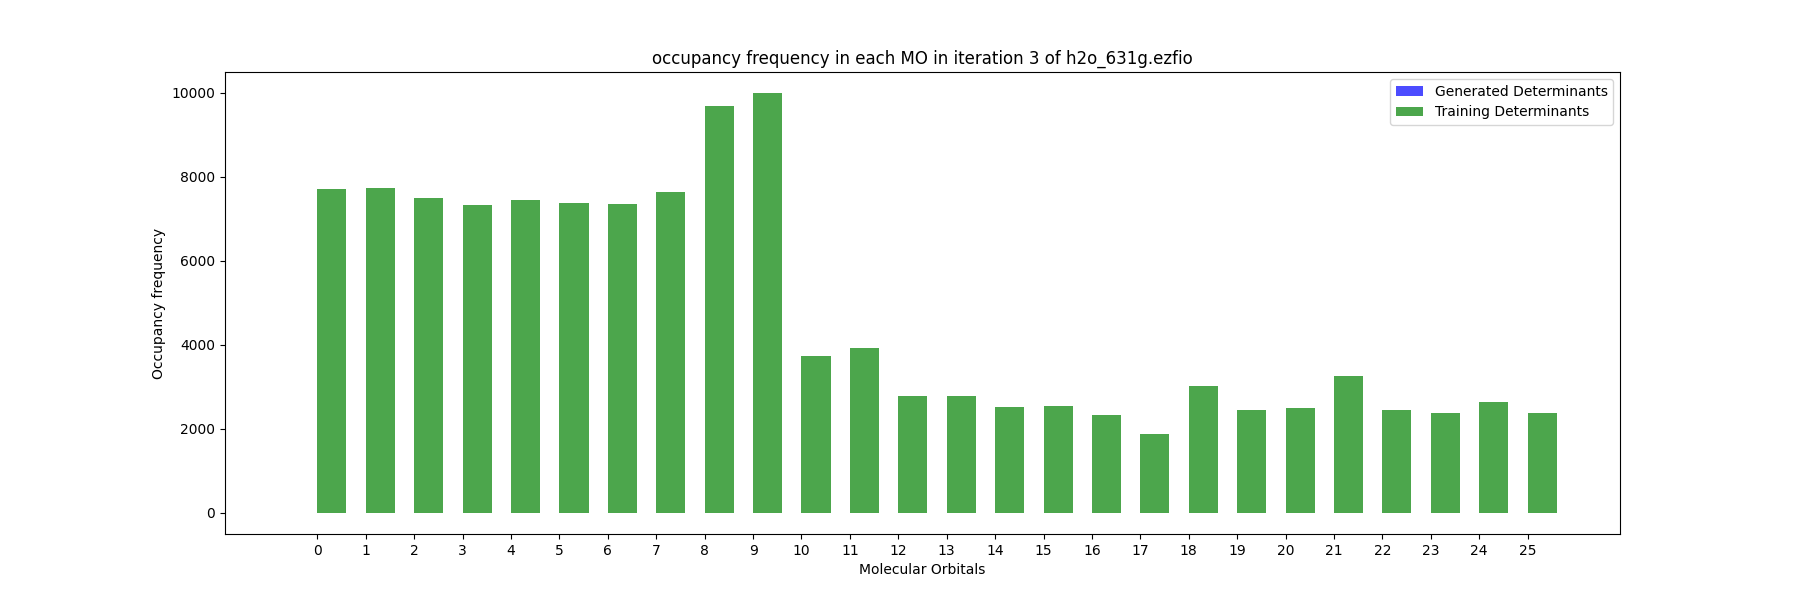 occupancy frequency in each MO in iteration 3 of h2o_631g.ezfio
Generated Determinants
Training Determinants
Occupancy frequency
10000
8000
6000
4000
2000
0
0 1 2 3 4 5 6 7 8 9 10 11 12 13 14 15 16 17 18 19 20 21 22 23 24 25
Molecular Orbitals